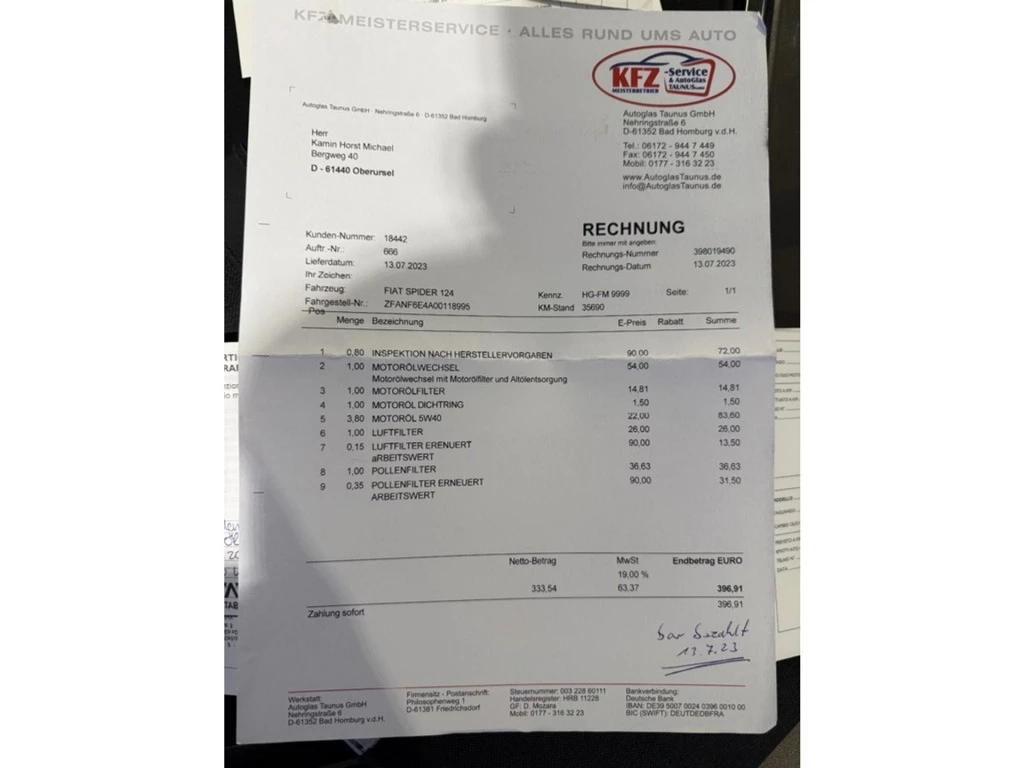 KFZ-MEISTERSERVICE · ALLES RUND UMS AUTO
KFZ -Service
& AutoGlas
MEISTERBETRIEB TAUNUS.com
Autoglas Taunus GmbH
Nehringstraße 6
D-61352 Bad Homburg v.d.H.
Tel.: 06172 - 944 7 449
Fax: 06172 - 944 7 450
Mobil: 0177 - 316 32 23
www.AutoglasTaunus.de
info@AutoglasTaunus.de
Autoglas Taunus GmbH · Nehringstraße 6 · D-61352 Bad Homburg
Herr
Kamin Horst Michael
Bergweg 40
D - 61440 Oberursel
RECHNUNG
Bitte immer mit angeben:
Rechnungs-Nummer 398019490
Rechnungs-Datum 13.07.2023
Kunden-Nummer: 18442
Auftr.-Nr.: 666
Lieferdatum: 13.07.2023
Ihr Zeichen:
Fahrzeug: FIAT SPIDER 124 Kennz. HG-FM 9999 Seite: 1/1
Fahrgestell-Nr.: ZFANF6E4A00118995 KM-Stand 35690
Pos Menge Bezeichnung E-Preis Rabatt Summe
1 0,80 INSPEKTION NACH HERSTELLERVORGABEN 90,00 72,00
2 1,00 MOTORÖLWECHSEL 54,00 54,00
Motorölwechsel mit Motorölfilter und Altölentsorgung
3 1,00 MOTORÖLFILTER 14,81 14,81
4 1,00 MOTORÖL DICHTRING 1,50 1,50
5 3,80 MOTORÖL 5W40 22,00 83,60
6 1,00 LUFTFILTER 26,00 26,00
7 0,15 LUFTFILTER ERENUERT 90,00 13,50
aRBEITSWERT
8 1,00 POLLENFILTER 36,63 36,63
9 0,35 POLLENFILTER ERNEUERT 90,00 31,50
ARBEITSWERT
Netto-Betrag MwSt Endbetrag EURO
19,00 %
333,54 63,37 396,91
Zahlung sofort 396,91
bar bezahlt
13.7.23
Werkstatt:
Autoglas Taunus GmbH
Nehringstraße 6
D-61352 Bad Homburg v.d.H.
Firmensitz - Postanschrift:
Philosophenweg 1
D-61381 Friedrichsdorf
Steuernummer: 003 228 60111
Handelsregister: HRB 11228
GF: D. Mozara
Mobil: 0177 - 316 32 23
Bankverbindung:
Deutsche Bank
IBAN: DE39 5007 0024 0396 0010 00
BIC (SWIFT): DEUTDEDBFRA